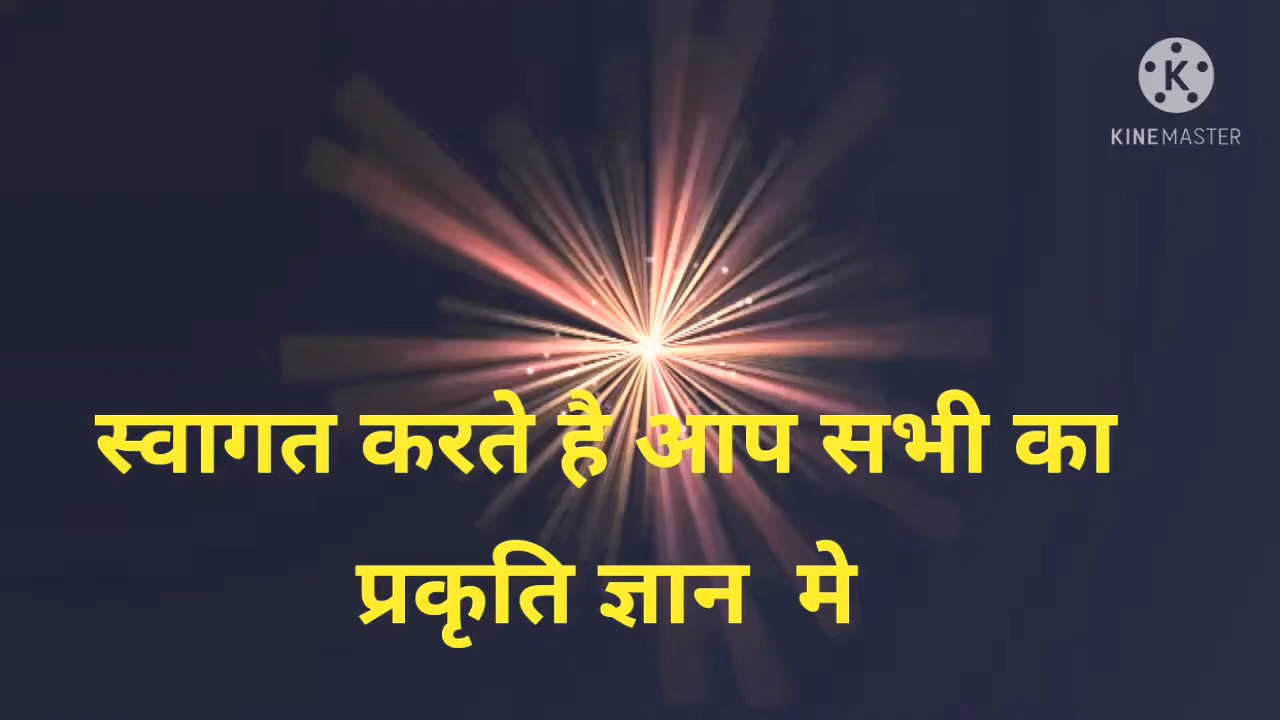 K
KINEMASTER
स्वागत करते है आप सभी का
प्रकृति ज्ञान मे